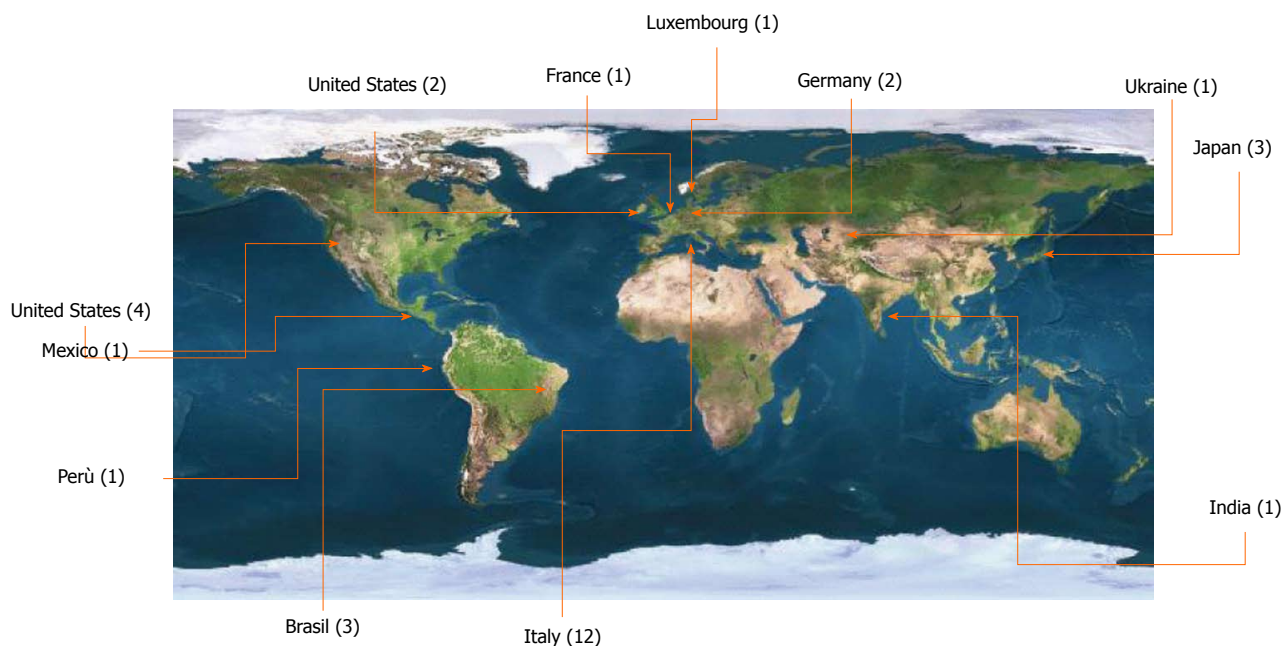 Luxembourg (1)
France (1)
Germany (2)
United States (2)
Ukraine (1)
Japan (3)
United States (4)
Mexico (1)
Perù (1)
India (1)
Brasil (3)
Italy (12)